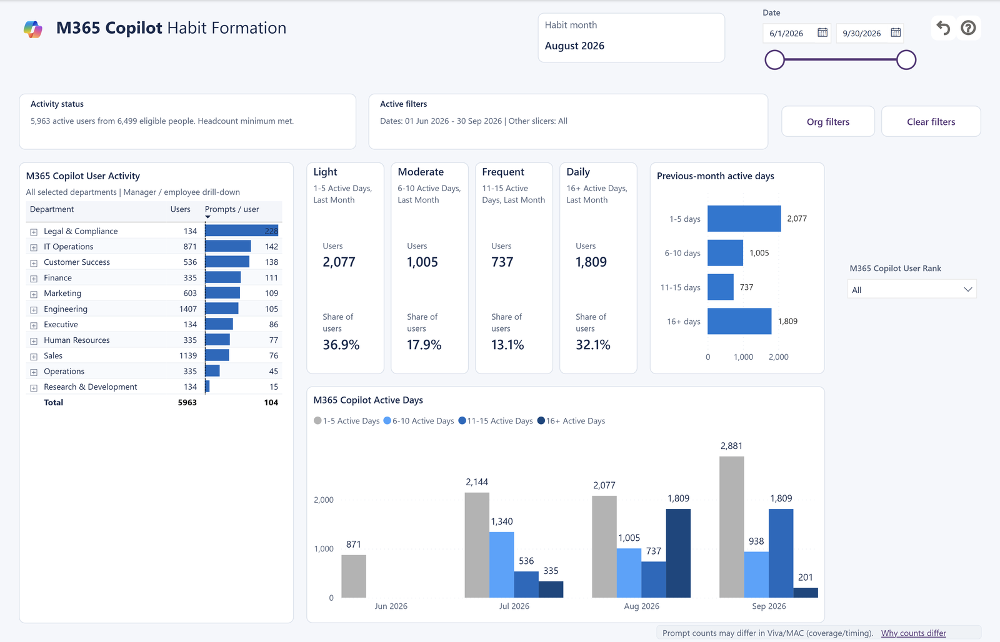 M365 Copilot Habit Formation
Habit month
August 2026
Date
6/1/2026
9/30/2026
Activity status
5,963 active users from 6,499 eligible people. Headcount minimum met.
Active filters
Dates: 01 Jun 2026 - 30 Sep 2026 | Other slicers: All
Org filters
Clear filters
M365 Copilot User Activity
All selected departments | Manager / employee drill-down
Department Users Prompts / user
Legal & Compliance 134 228
IT Operations 871 142
Customer Success 536 138
Finance 335 111
Marketing 603 109
Engineering 1407 105
Executive 134 86
Human Resources 335 77
Sales 1139 76
Operations 335 45
Research & Development 134 15
Total 5963 104
Light
1-5 Active Days,
Last Month
Users
2,077
Share of
users
36.9%
Moderate
6-10 Active Days,
Last Month
Users
1,005
Share of
users
17.9%
Frequent
11-15 Active
Days, Last Month
Users
737
Share of
users
13.1%
Daily
16+ Active Days,
Last Month
Users
1,809
Share of
users
32.1%
Previous-month active days
1-5 days 2,077
6-10 days 1,005
11-15 days 737
16+ days 1,809
0 1,000 2,000
M365 Copilot User Rank
All
M365 Copilot Active Days
1-5 Active Days 6-10 Active Days 11-15 Active Days 16+ Active Days
2,000
1,000
0
871
2,144
1,340
536
335
2,077
1,005
737
1,809
2,881
938
1,809
201
Jun 2026 Jul 2026 Aug 2026 Sep 2026
Prompt counts may differ in Viva/MAC (coverage/timing). Why counts differ